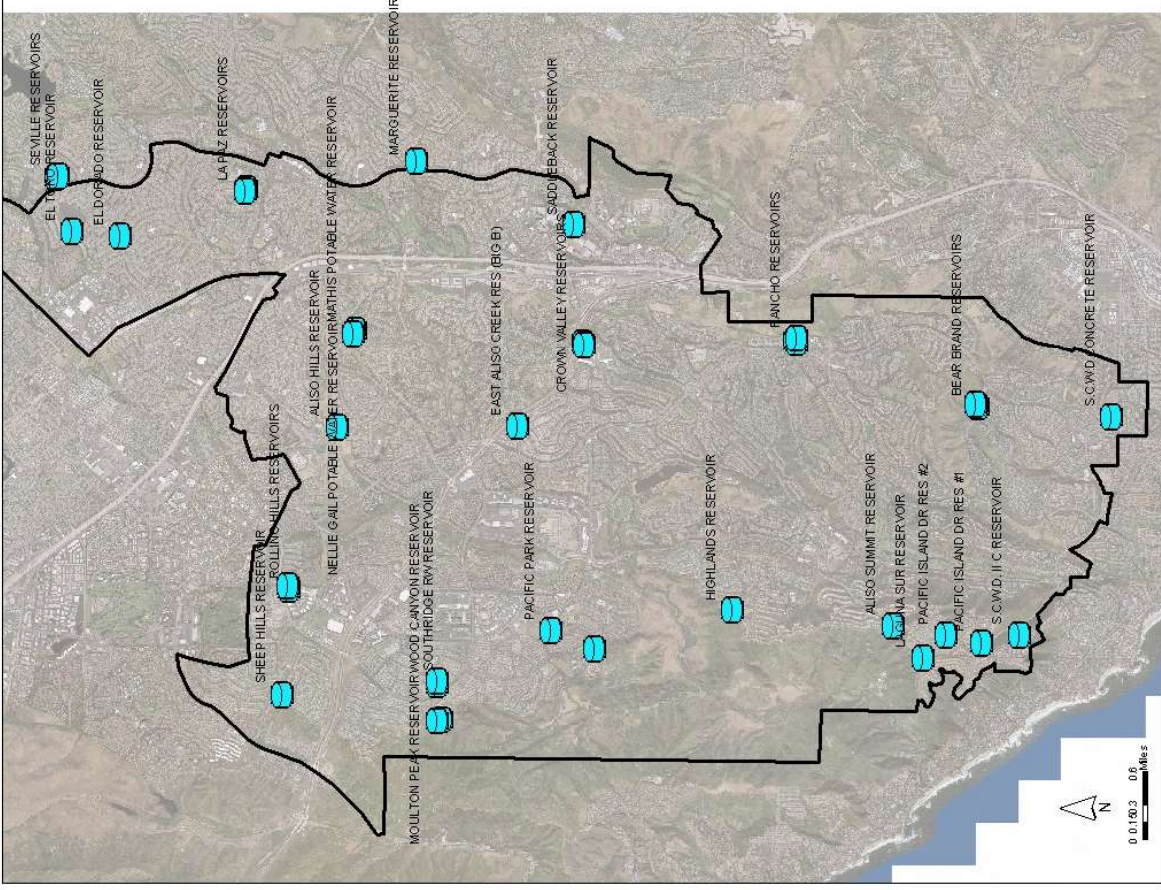 SEVILLE RESERVOIRS
EL TORO RESERVOIR
ELDORADO RESERVOIR
LA PAZ RESERVOIRS
MARGUERITE RESERVOIR
SADDLEBACK RESERVOIR
ALISO HILLS RESERVOIR
MATHIS POTABLE WATER RESERVOIR
NELLIE GAIL POTABLE WATER RESERVOIR
EAST ALISO CREEK RES (BIG B)
CROWN VALLEY RESERVOIRS
RANCHO RESERVOIRS
BEAR BRAND RESERVOIRS
S.C.W.D. CONCRETE RESERVOIR
ROLLING HILLS RESERVOIRS
SHEEP HILLS RESERVOIR
WOOD CANYON RESERVOIR
SOUTHRIDGE RW RESERVOIR
MOULTON PEAK RESERVOIR
PACIFIC PARK RESERVOIR
HIGHLANDS RESERVOIR
ALISO SUMMIT RESERVOIR
LAGUNA SUR RESERVOIR
PACIFIC ISLAND DR RES #2
PACIFIC ISLAND DR RES #1
S.C.W.D. II C RESERVOIR
N
0 0.15 0.3 0.6
Miles